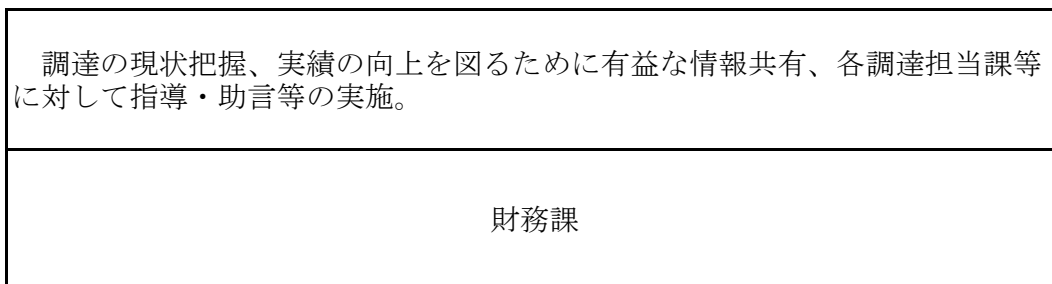 調達の現状把握、実績の向上を図るために有益な情報共有、各調達担当課等
に対して指導・助言等の実施。
財務課